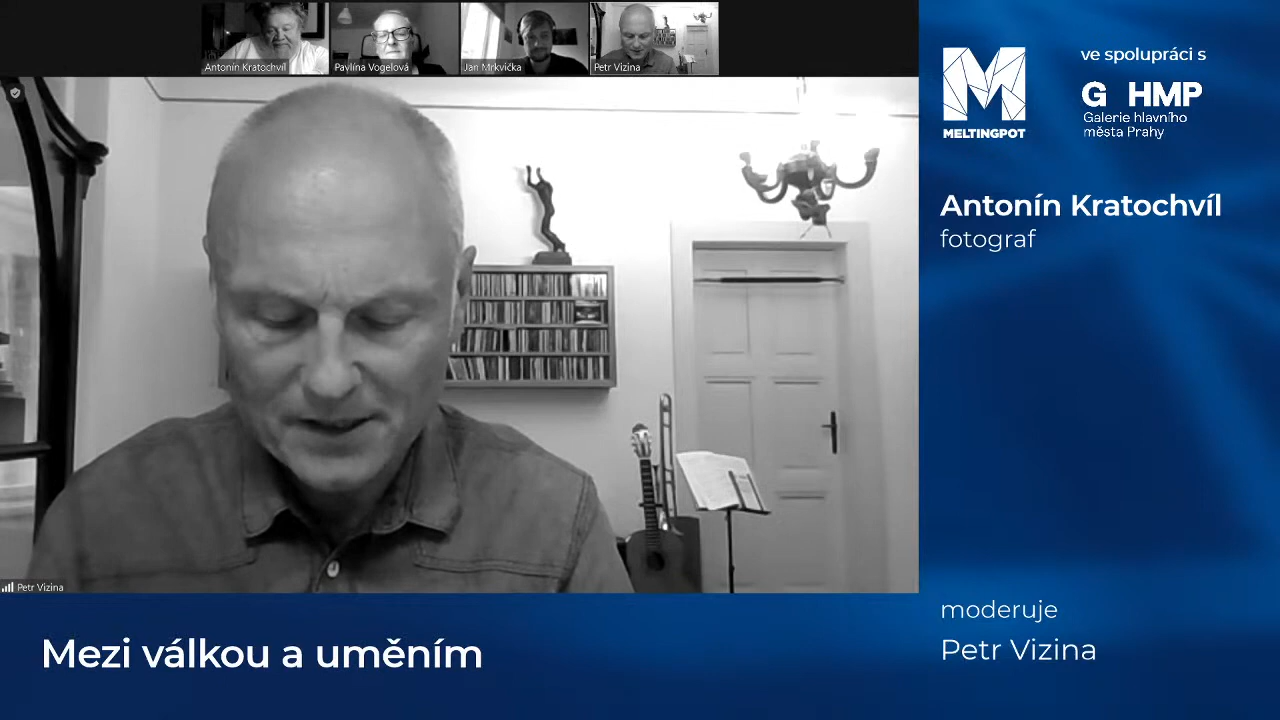 Antonín Kratochvíl
Pavlína Vogelová
Jan Mrkvička
Petr Vizina
Petr Vizina
M
MELTINGPOT
ve spolupráci s
G HMP
Galerie hlavního
města Prahy
Antonín Kratochvíl
fotograf
moderuje
Petr Vizina
Mezi válkou a uměním